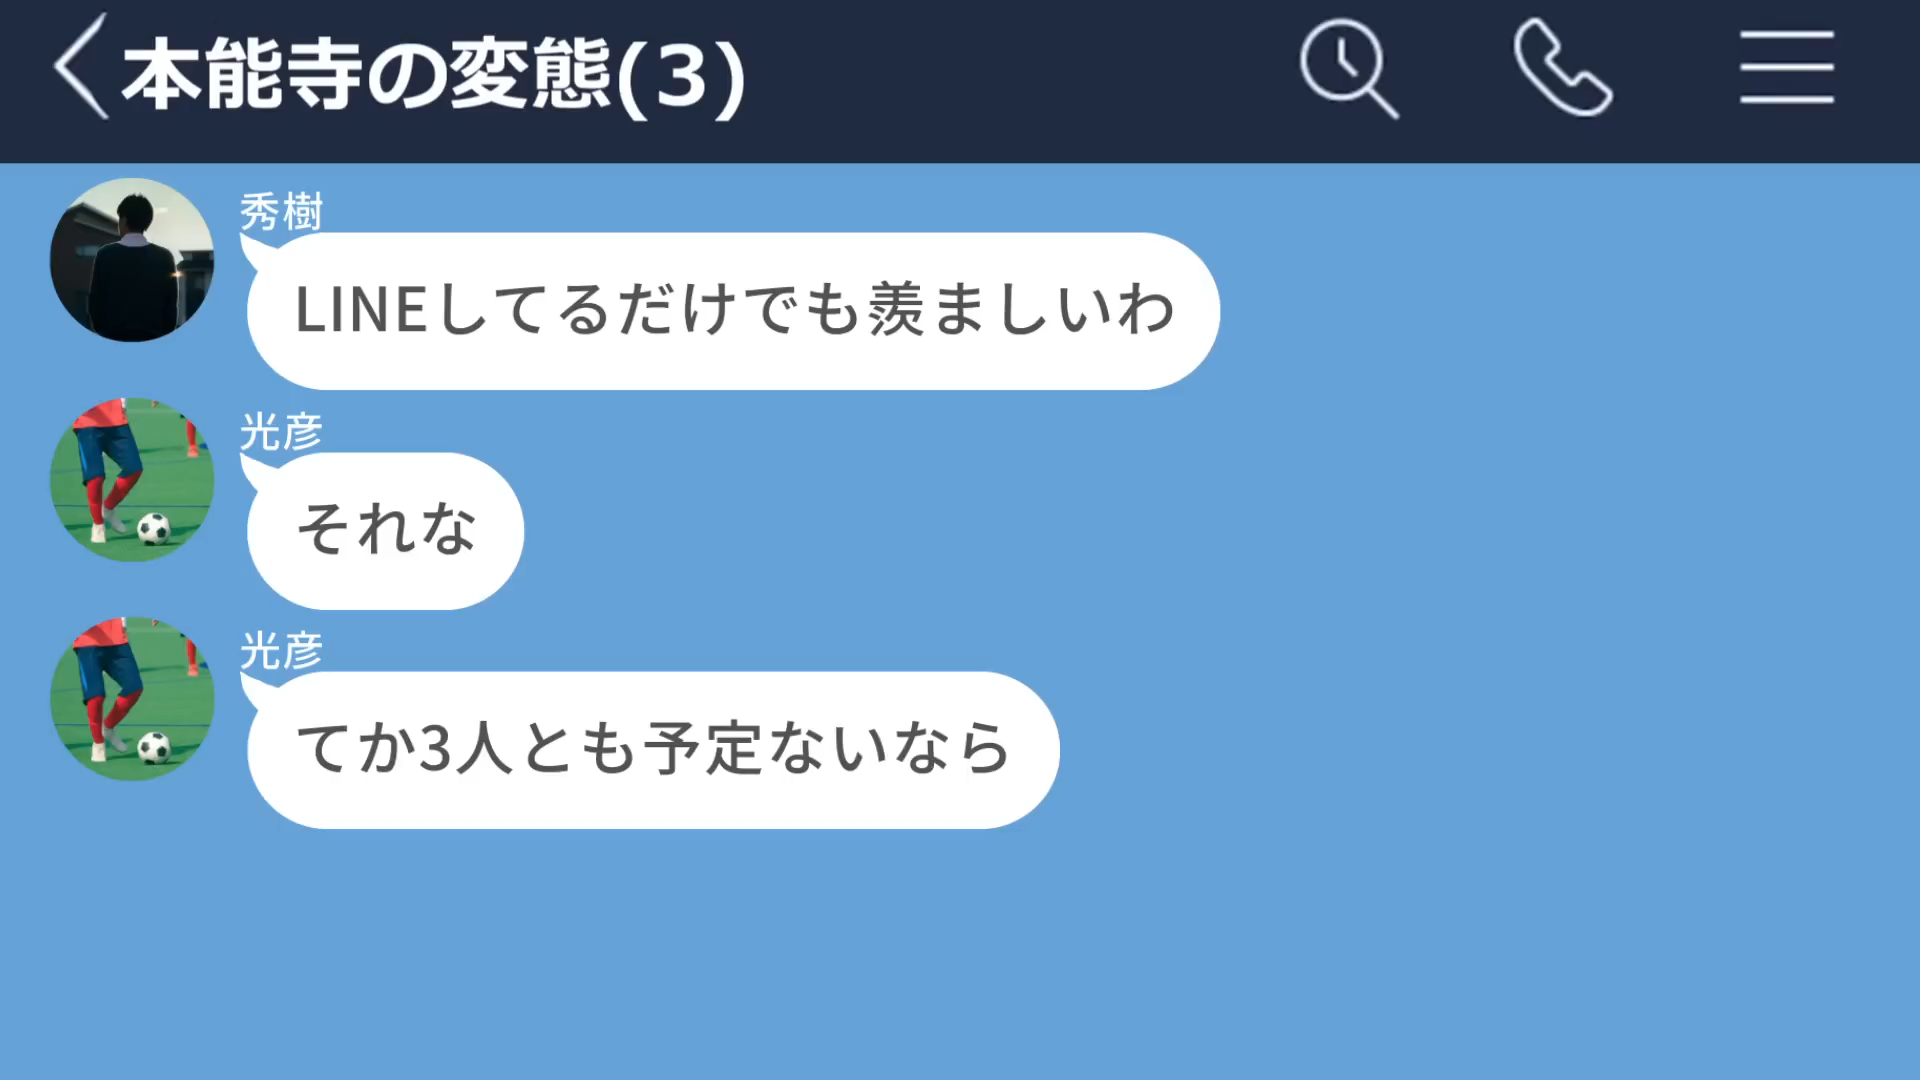 本能寺の変態(3)
秀樹
LINEしてるだけでも羨ましいわ
光彦
それな
光彦
てか3人とも予定ないなら